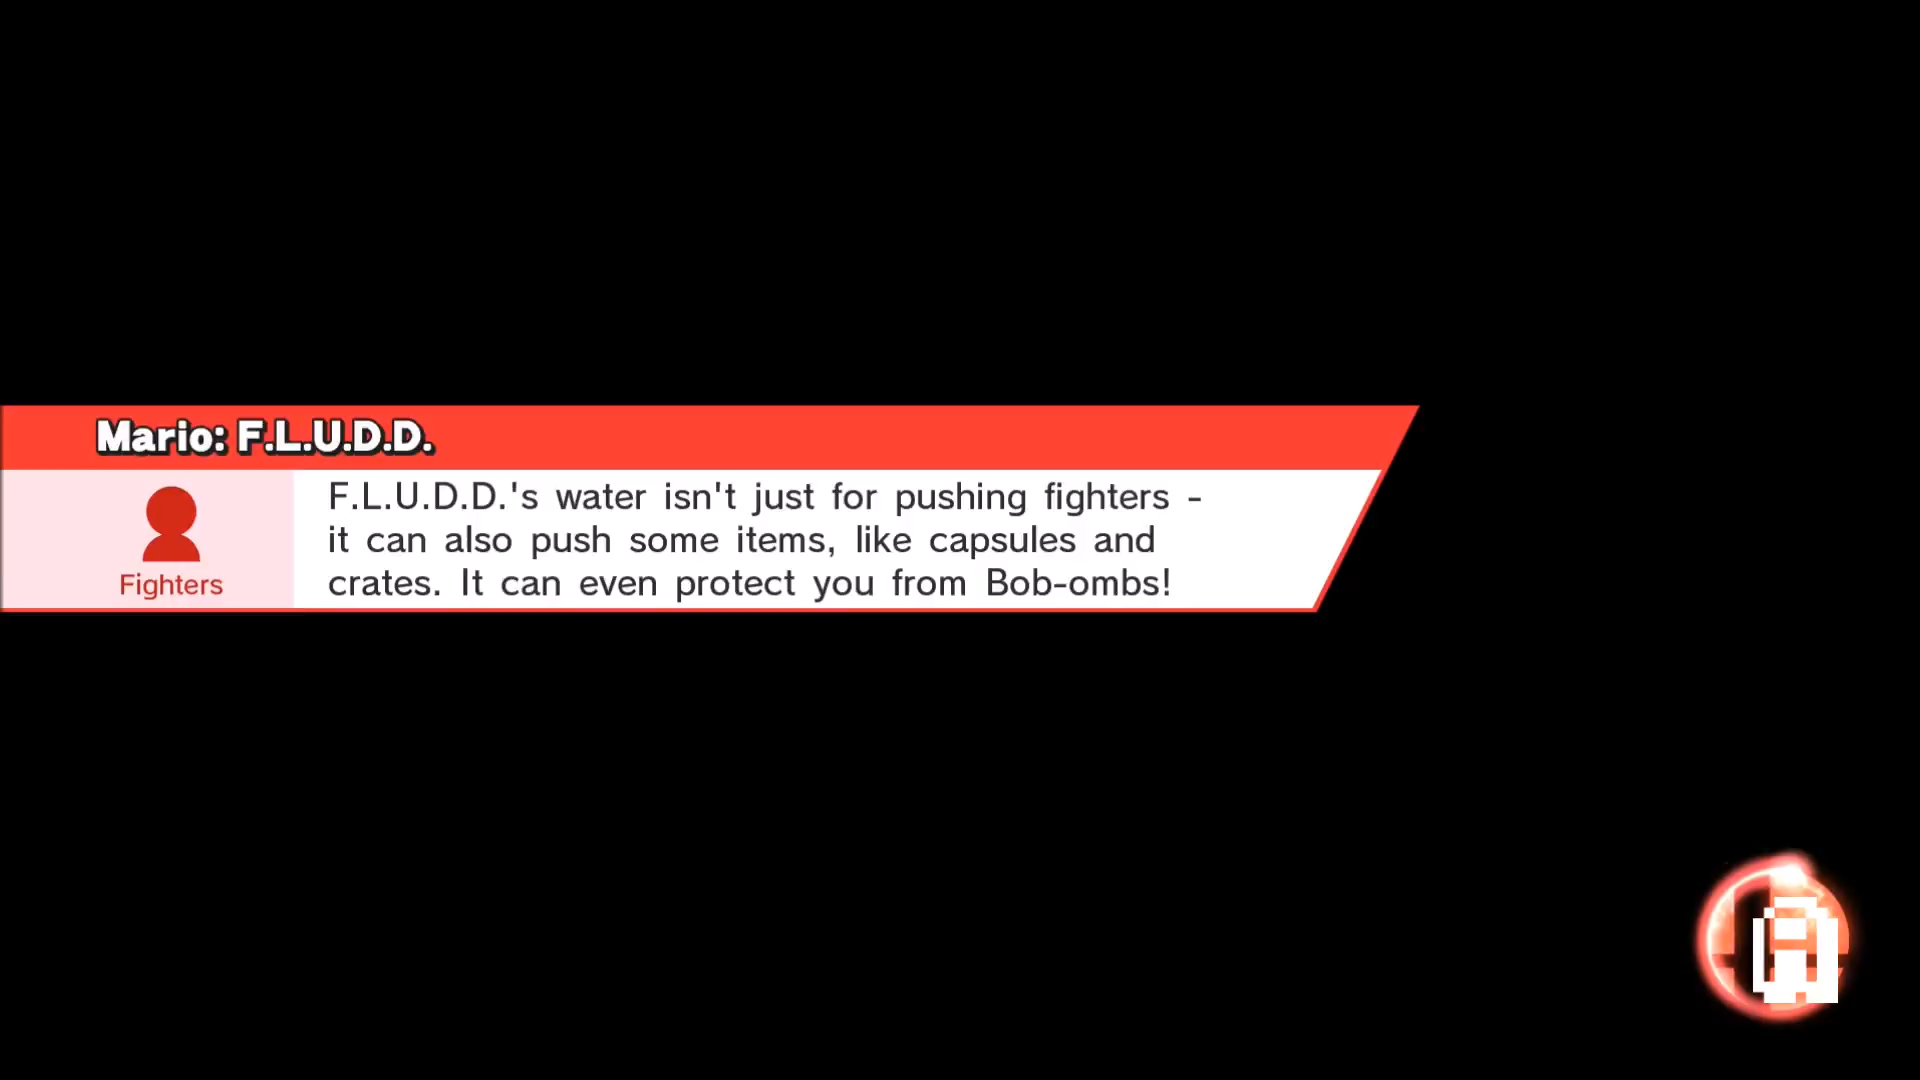 Mario: F.L.U.D.D.
Fighters
F.L.U.D.D.'s water isn't just for pushing fighters -
it can also push some items, like capsules and
crates. It can even protect you from Bob-ombs!